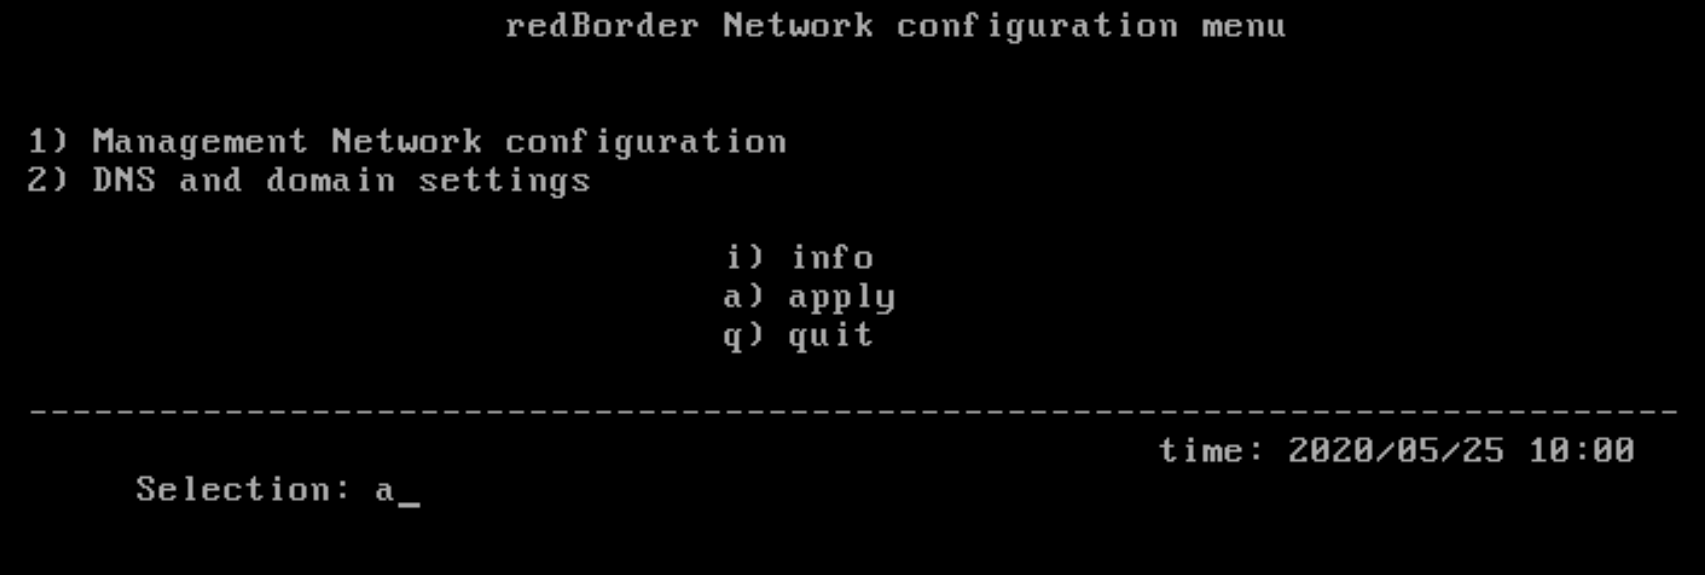 redBorder Network configuration menu
1) Management Network configuration
2) DNS and domain settings
i) info
a) apply
q) quit
----------------------------------------------------------------------------
time: 2020/05/25 10:00
Selection: a_